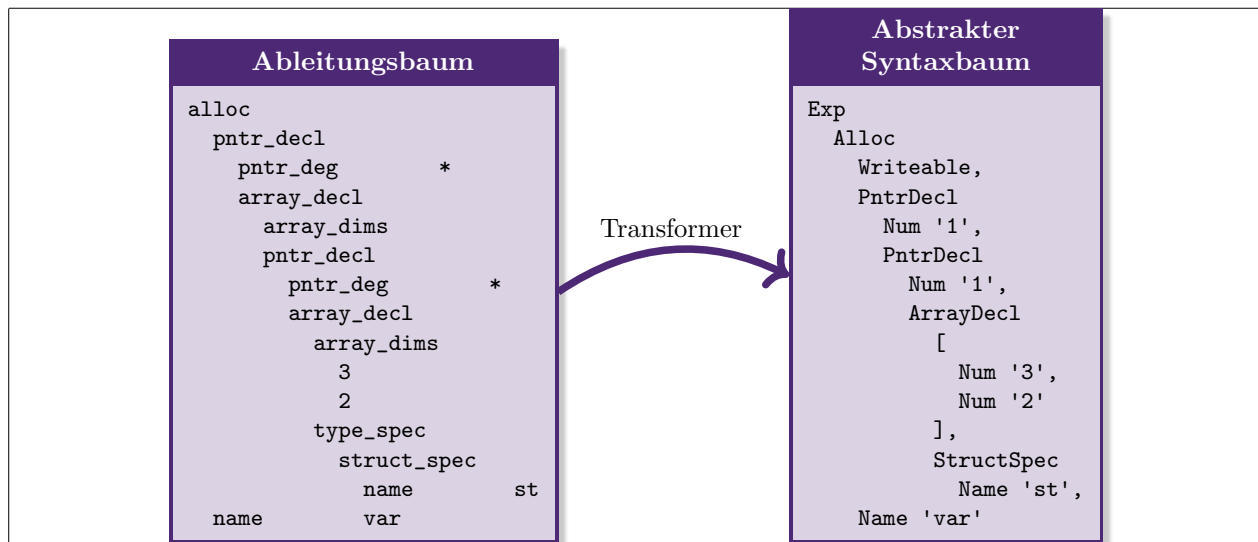 Ableitungsbaum
alloc
  pntr_decl
    pntr_deg        *
    array_decl
      array_dims
      pntr_decl
        pntr_deg        *
        array_decl
          array_dims
            3
            2
          type_spec
            struct_spec
              name        st
  name        var
Transformer
Abstrakter
Syntaxbaum
Exp
  Alloc
    Writeable,
    PntrDecl
      Num '1',
      PntrDecl
        Num '1',
        ArrayDecl
          [
            Num '3',
            Num '2'
          ],
          StructSpec
            Name 'st',
    Name 'var'